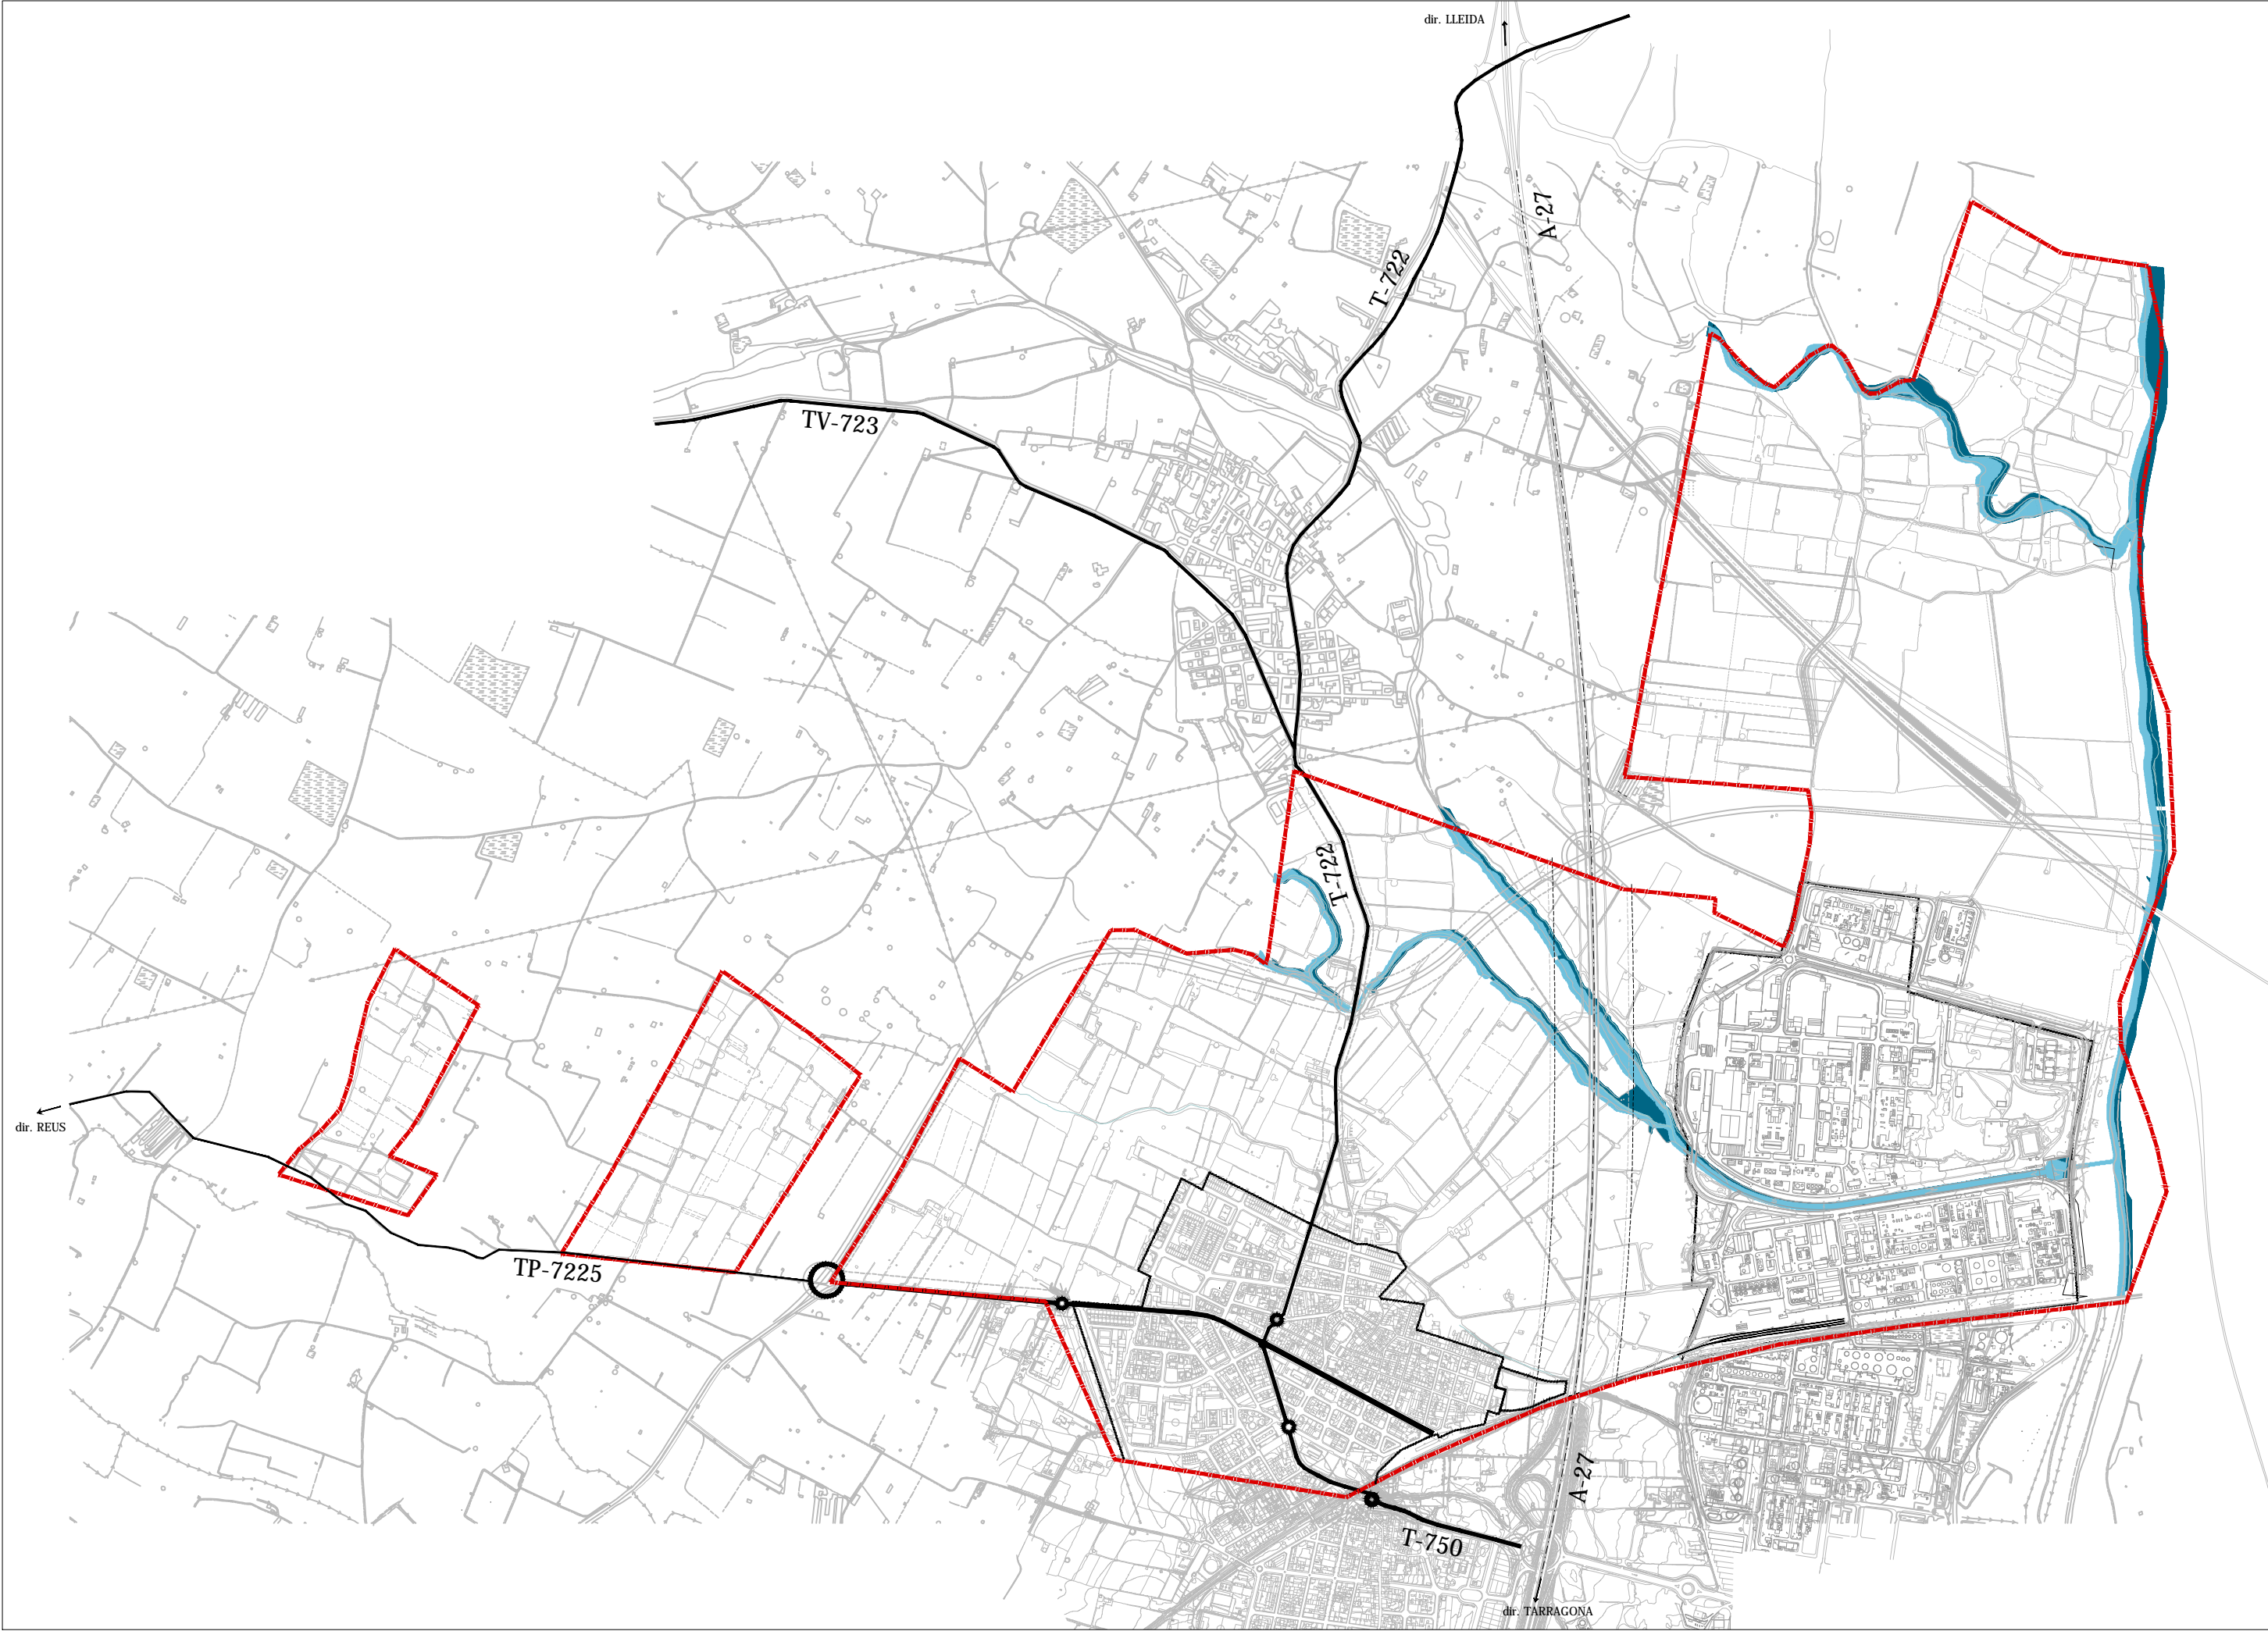 dir. LLEIDA
A-27
T-722
TV-723
T-722
dir. REUS
TP-7225
A-27
T-750
dir. TARRAGONA